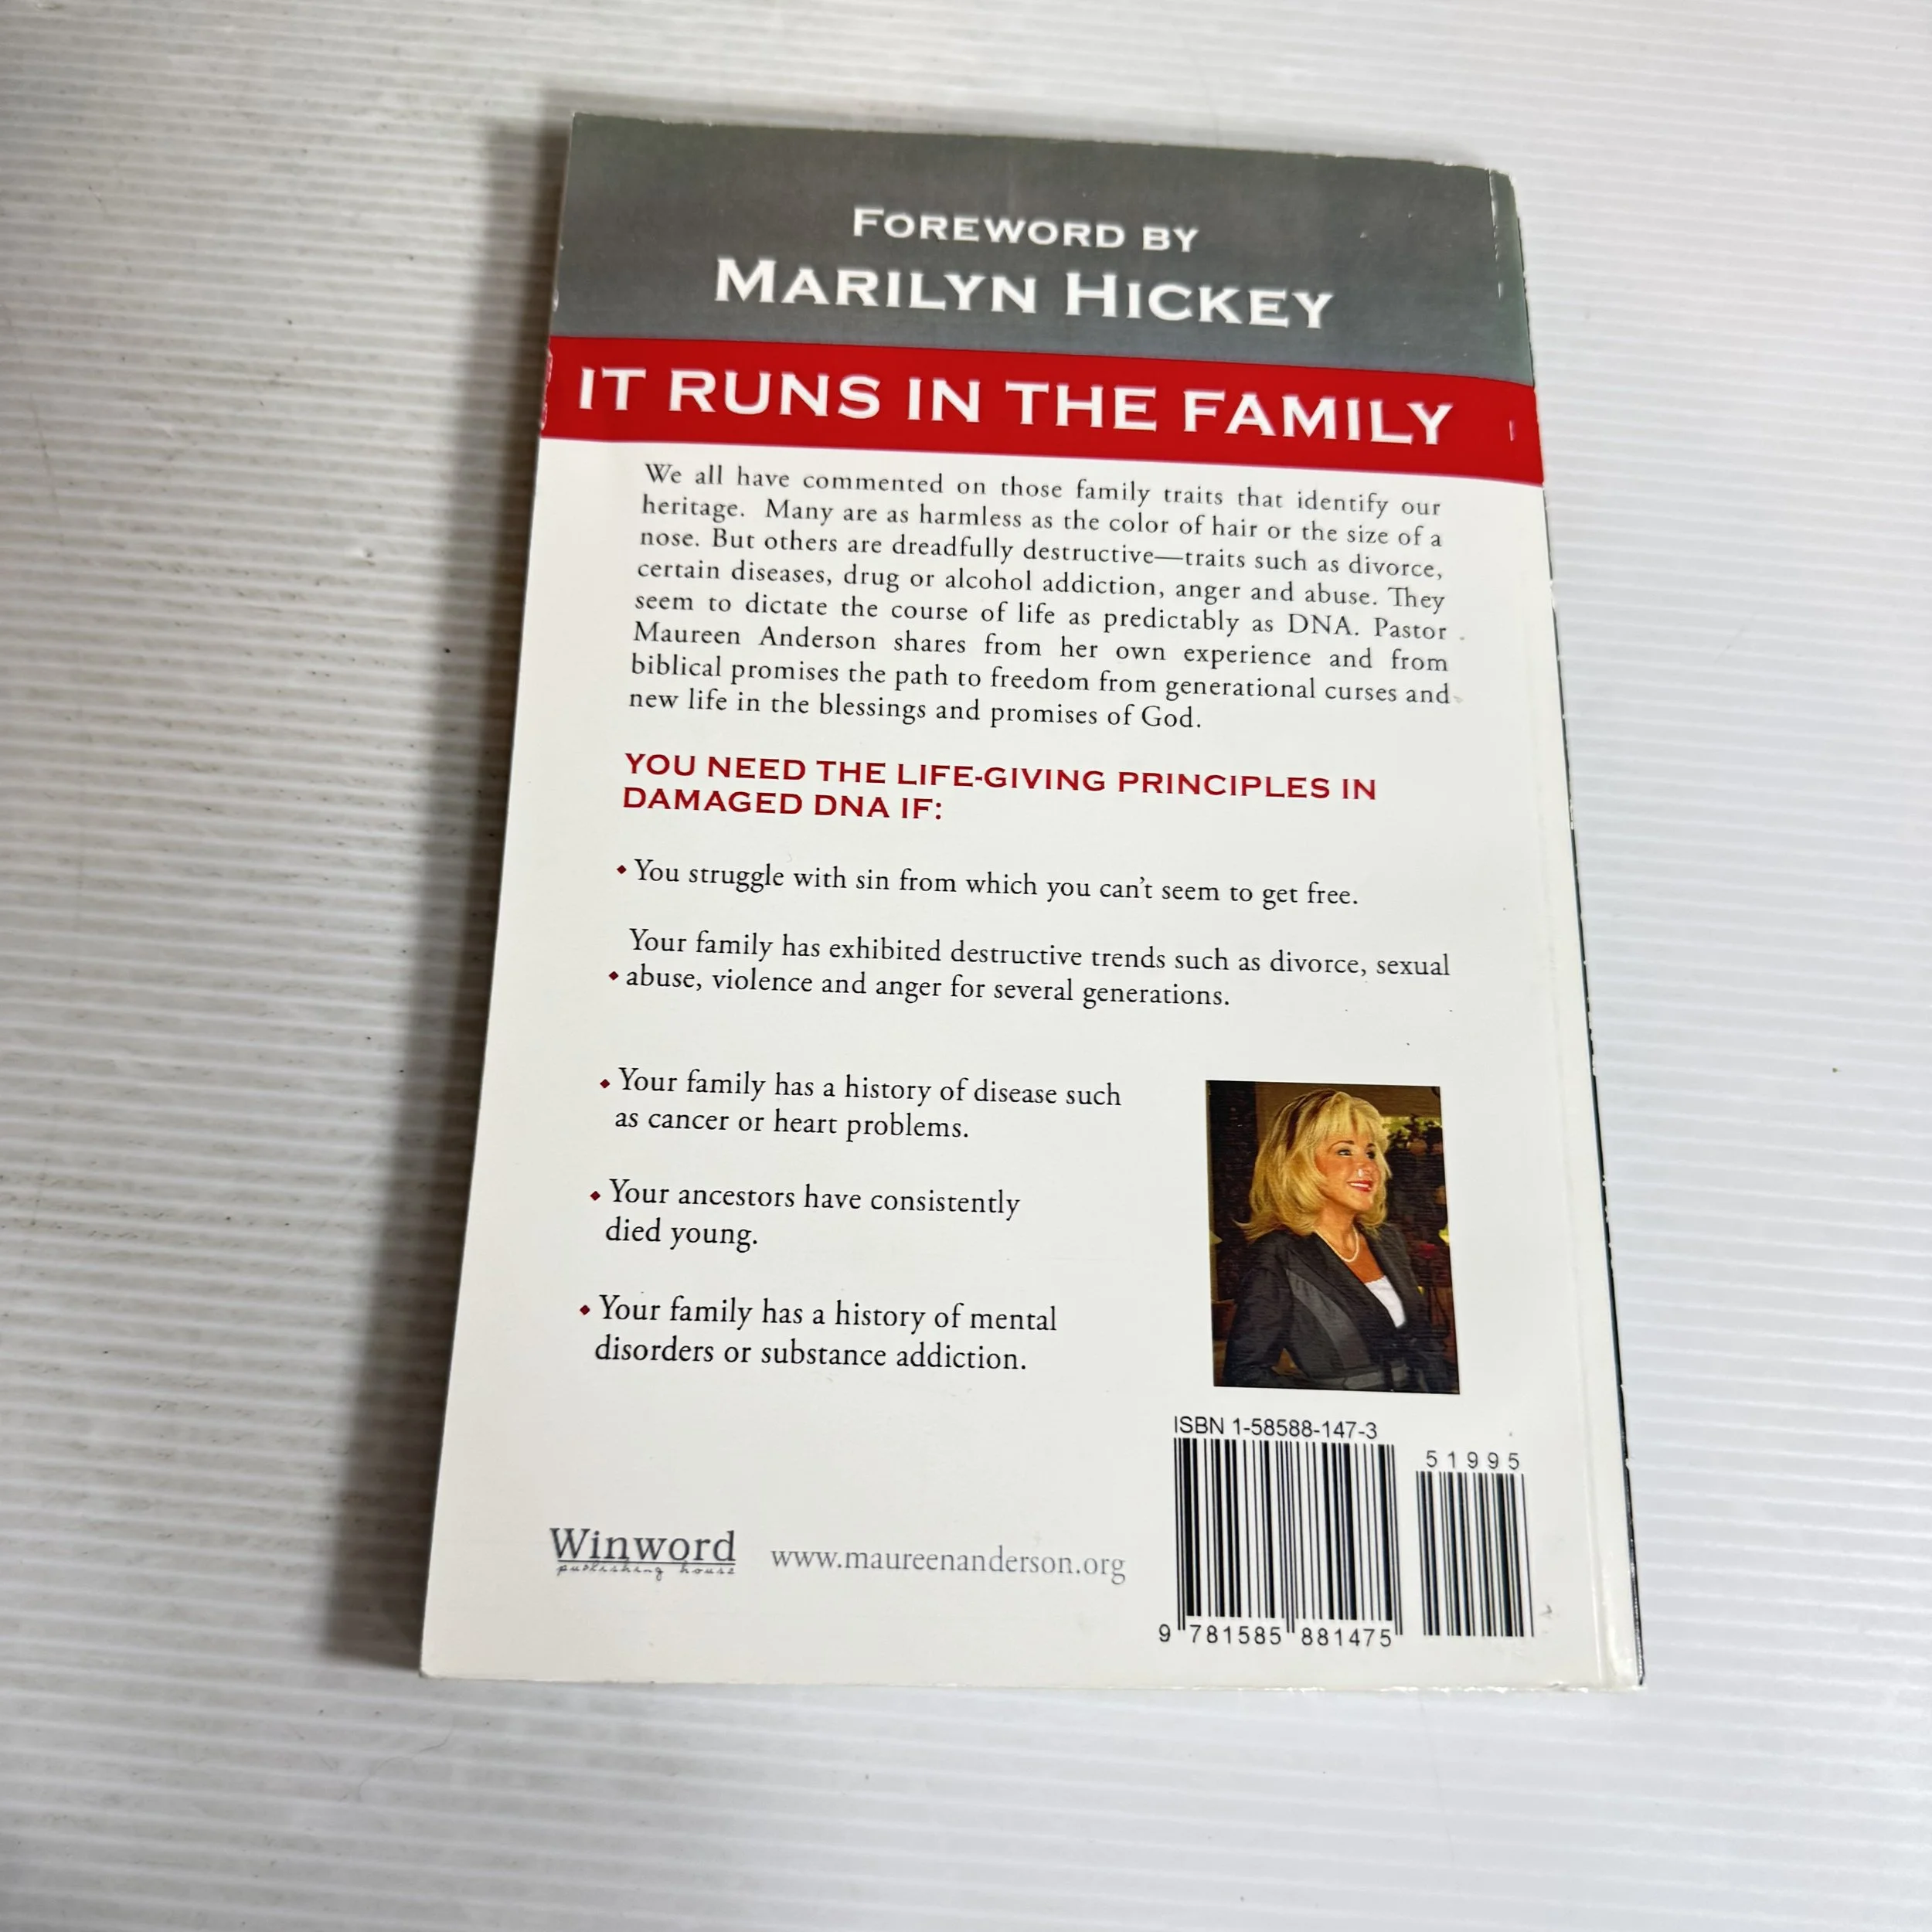 FOREWORD BY
MARILYN HICKEY
IT RUNS IN THE FAMILY
We all have commented on those family traits that identify our
heritage. Many are as harmless as the color of hair or the size of a
nose. But others are dreadfully destructive—traits such as divorce,
certain diseases, drug or alcohol addiction, anger and abuse. They
seem to dictate the course of life as predictably as DNA. Pastor
Maureen Anderson shares from her own experience and from
biblical promises the path to freedom from generational curses and
new life in the blessings and promises of God.
YOU NEED THE LIFE-GIVING PRINCIPLES IN
DAMAGED DNA IF:
• You struggle with sin from which you can't seem to get free.
Your family has exhibited destructive trends such as divorce, sexual
• abuse, violence and anger for several generations.
• Your family has a history of disease such
as cancer or heart problems.
• Your ancestors have consistently
died young.
• Your family has a history of mental
disorders or substance addiction.
ISBN 1-58588-147-3
51995
9 781585 881475
Winword
publishing house
www.maureenanderson.org